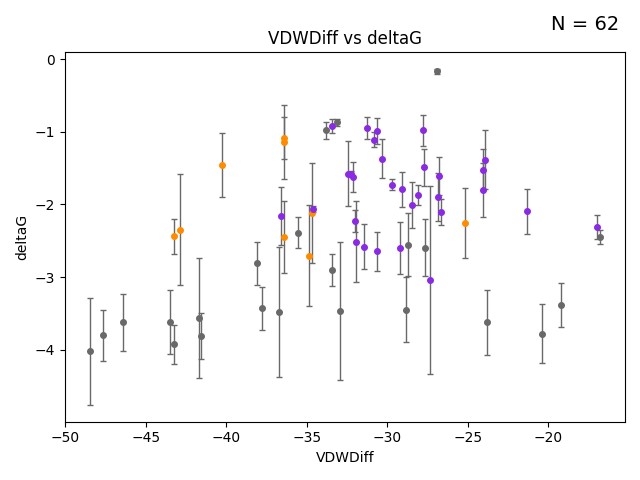 N = 62
VDWDiff vs deltaG
0
−1
−2
−3
−4
deltaG
−50 −45 −40 −35 −30 −25 −20
VDWDiff